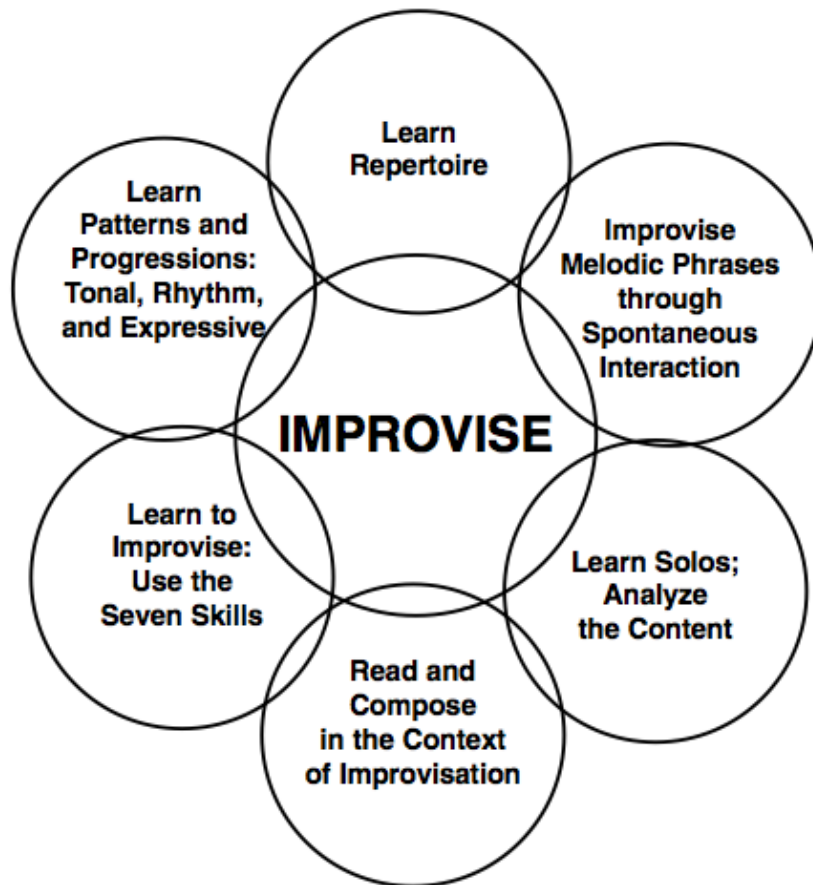 Learn
Repertoire
Improvise
Melodic Phrases
through
Spontaneous
Interaction
Learn Solos;
Analyze
the Content
Read and
Compose
in the Context
of Improvisation
Learn to
Improvise:
Use the
Seven Skills
Learn
Patterns and
Progressions:
Tonal, Rhythm,
and Expressive
IMPROVISE